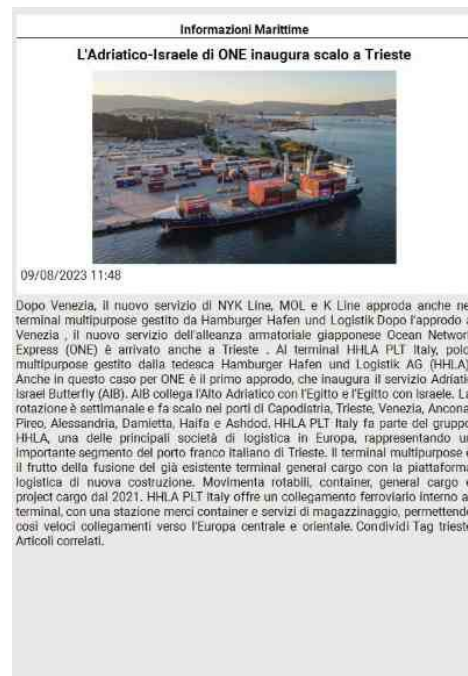 Informazioni Marittime
L'Adriatico-Israele di ONE inaugura scalo a Trieste
09/08/2023 11:48
Dopo Venezia, il nuovo servizio di NYK Line, MOL e K Line approda anche ne
terminal multipurpose gestito da Hamburger Hafen und Logistik Dopo l'approdo a
Venezia , il nuovo servizio dell'alleanza armatoriale giapponese Ocean Network
Express (ONE) è arrivato anche a Trieste . Al terminal HHLA PLT Italy, polo
multipurpose gestito dalla tedesca Hamburger Hafen und Logistik AG (HHLA)
Anche in questo caso per ONE è il primo approdo, che inaugura il servizio Adriati
Israel Butterfly (AIB). AIB collega l'Alto Adriatico con l'Egitto e l'Egitto con Israele. La
rotazione è settimanale e fa scalo nei porti di Capodistria, Trieste, Venezia, Ancona
Pireo, Alessandria, Damietta, Haifa e Ashdod. HHLA PLT Italy fa parte del gruppo
HHLA, una delle principali società di logistica in Europa, rappresentando un
importante segmento del porto franco italiano di Trieste. Il terminal multipurpose è
il frutto della fusione del già esistente terminal general cargo con la piattaforma
logistica di nuova costruzione. Movimenta rotabili, container, general cargo e
project cargo dal 2021. HHLA PLT Italy offre un collegamento ferroviario interno a
terminal, con una stazione merci container e servizi di magazzinaggio, permettendo
così veloci collegamenti verso l'Europa centrale e orientale. Condividi Tag trieste
Articoli correlati.